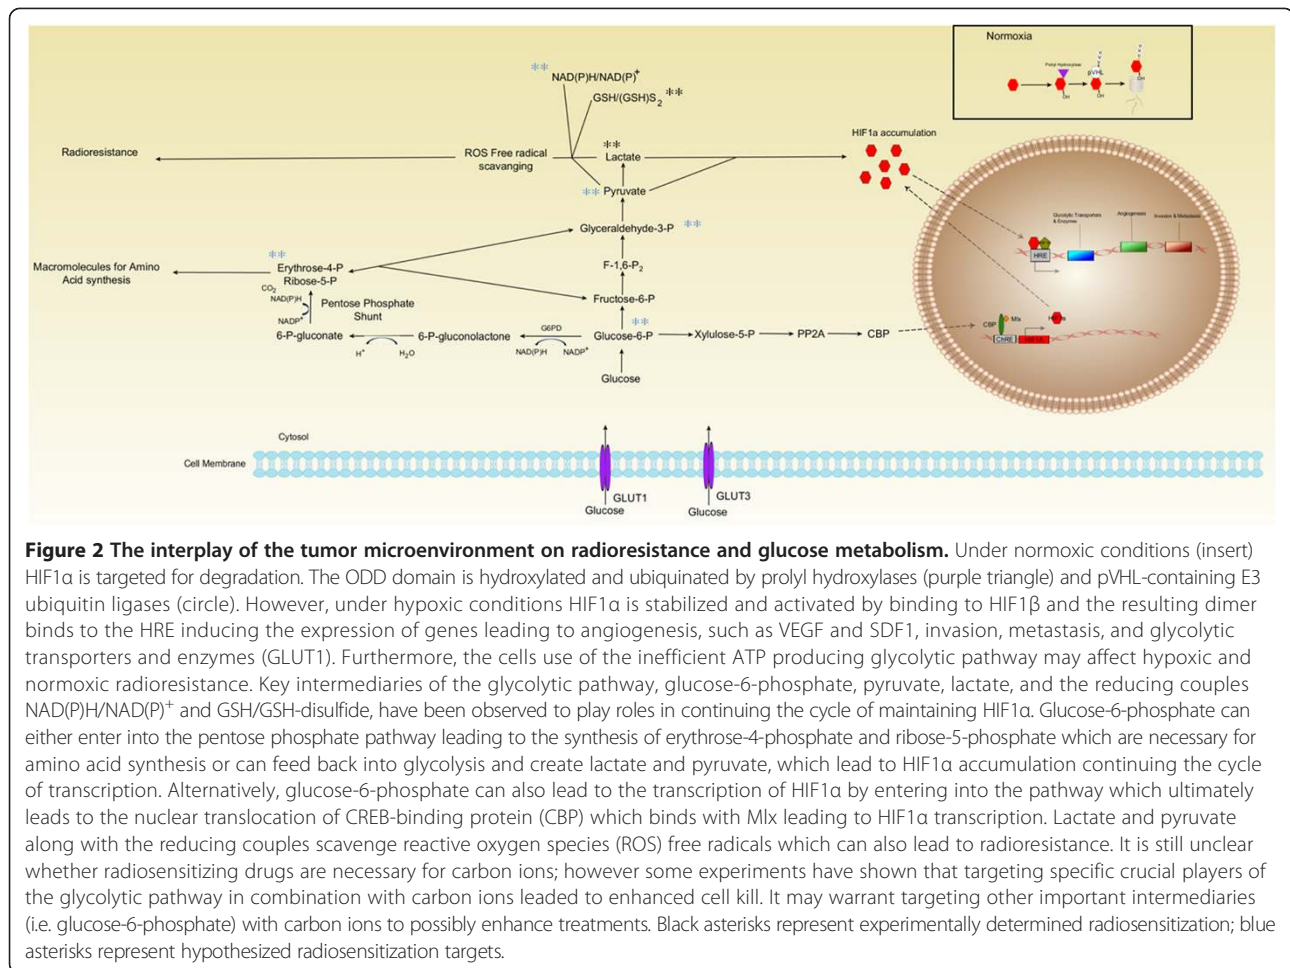 Normoxia
Prolyl Hydroxylase
pVHL
OH
OH
OH
** NAD(P)H/NAD(P)+
GSH/(GSH)S2 **
HIF1a accumulation
Radioresistance
ROS Free radical
scavanging
**
Lactate
** Pyruvate
Glycolytic Transporters
& Enzymes
Angiogenesis
Invasion & Metastasis
HRE
Glyceraldehyde-3-P **
Macromolecules for Amino
Acid synthesis
**
Erythrose-4-P
Ribose-5-P
F-1,6-P2
CO2
NAD(P)H
NADP+
Pentose Phosphate
Shunt
Fructose-6-P
**
6-P-gluconate
6-P-gluconolactone
G6PD
Glucose-6-P
Xylulose-5-P
PP2A
CBP
CBP
Mlx
HIF1a
ChRE
HIF1A
H+
H2O
NAD(P)H
NADP+
Glucose
Cytosol
Cell Membrane
GLUT1
Glucose
GLUT3
Glucose
Figure 2 The interplay of the tumor microenvironment on radioresistance and glucose metabolism. Under normoxic conditions (insert)
HIF1α is targeted for degradation. The ODD domain is hydroxylated and ubiquinated by prolyl hydroxylases (purple triangle) and pVHL-containing E3
ubiquitin ligases (circle). However, under hypoxic conditions HIF1α is stabilized and activated by binding to HIF1β and the resulting dimer
binds to the HRE inducing the expression of genes leading to angiogenesis, such as VEGF and SDF1, invasion, metastasis, and glycolytic
transporters and enzymes (GLUT1). Furthermore, the cells use of the inefficient ATP producing glycolytic pathway may affect hypoxic and
normoxic radioresistance. Key intermediaries of the glycolytic pathway, glucose-6-phosphate, pyruvate, lactate, and the reducing couples
NAD(P)H/NAD(P)+ and GSH/GSH-disulfide, have been observed to play roles in continuing the cycle of maintaining HIF1α. Glucose-6-phosphate can
either enter into the pentose phosphate pathway leading to the synthesis of erythrose-4-phosphate and ribose-5-phosphate which are necessary for
amino acid synthesis or can feed back into glycolysis and create lactate and pyruvate, which lead to HIF1α accumulation continuing the cycle
of transcription. Alternatively, glucose-6-phosphate can also lead to the transcription of HIF1α by entering into the pathway which ultimately
leads to the nuclear translocation of CREB-binding protein (CBP) which binds with Mlx leading to HIF1α transcription. Lactate and pyruvate
along with the reducing couples scavenge reactive oxygen species (ROS) free radicals which can also lead to radioresistance. It is still unclear
whether radiosensitizing drugs are necessary for carbon ions; however some experiments have shown that targeting specific crucial players of
the glycolytic pathway in combination with carbon ions leaded to enhanced cell kill. It may warrant targeting other important intermediaries
(i.e. glucose-6-phosphate) with carbon ions to possibly enhance treatments. Black asterisks represent experimentally determined radiosensitization; blue
asterisks represent hypothesized radiosensitization targets.